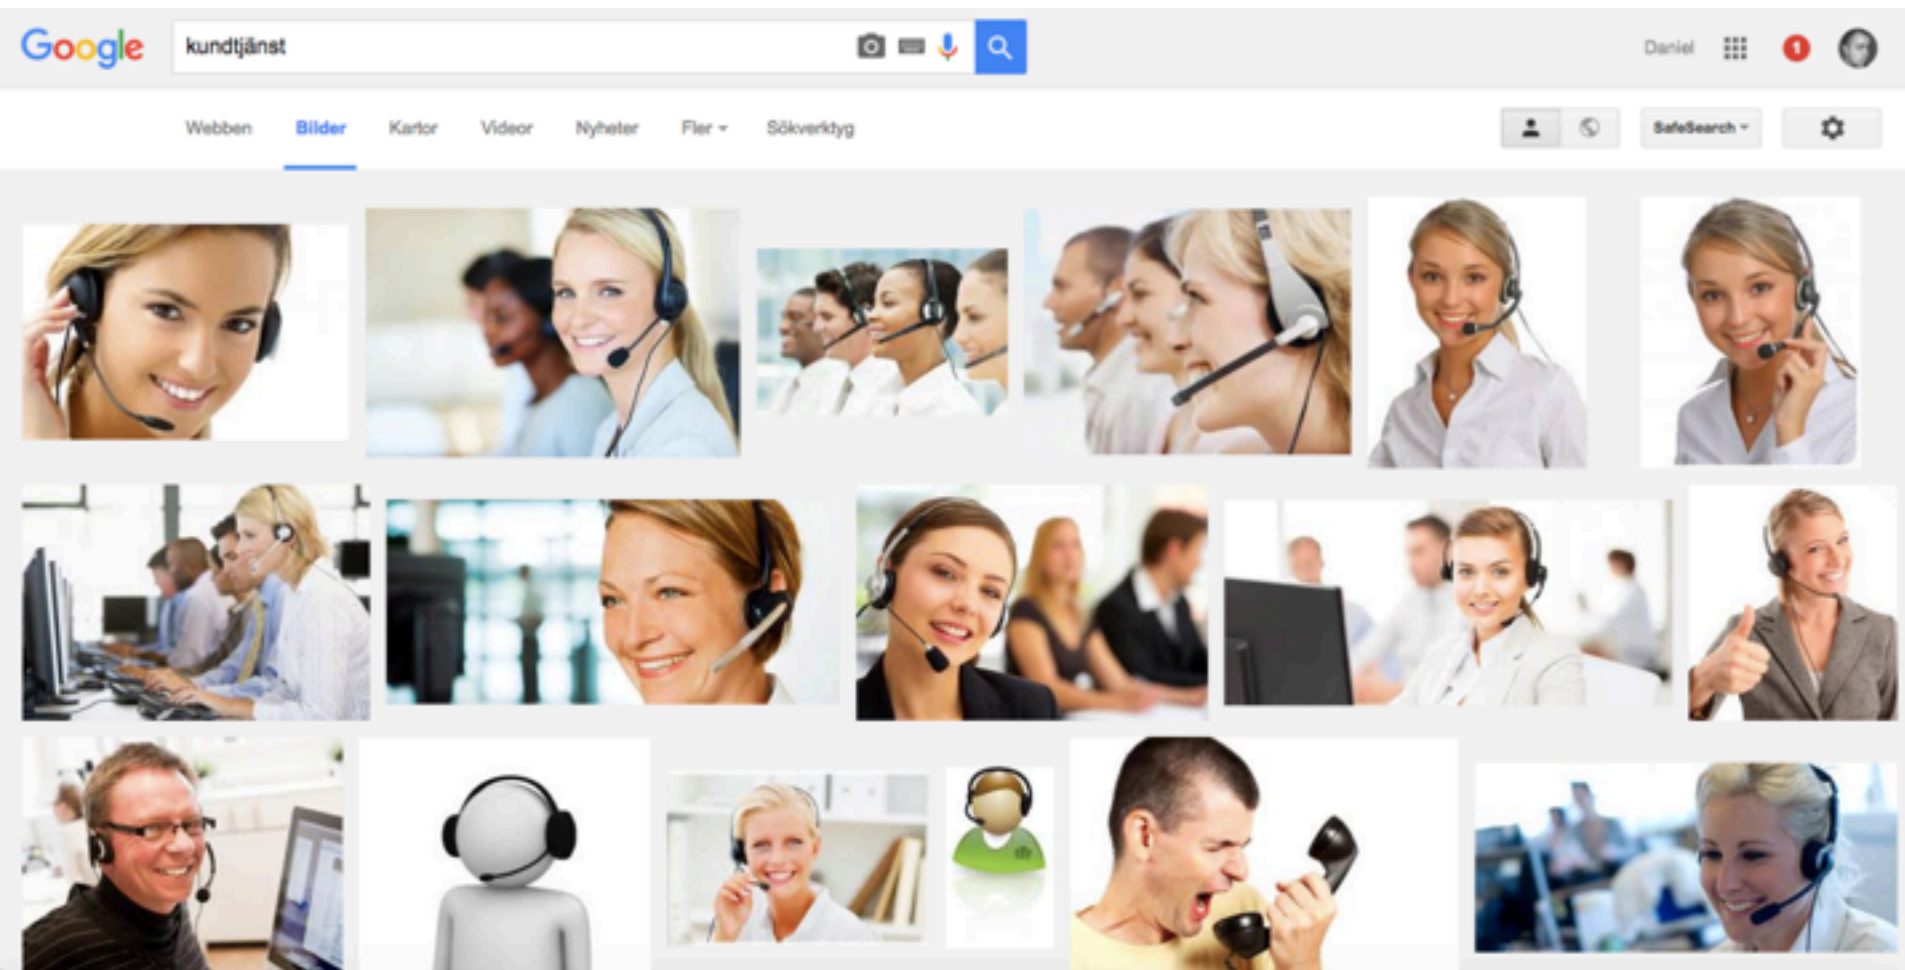 Google kundtjänst Daniel 1
Webben Bilder Kartor Videor Nyheter Fler Sökverktyg SafeSearch